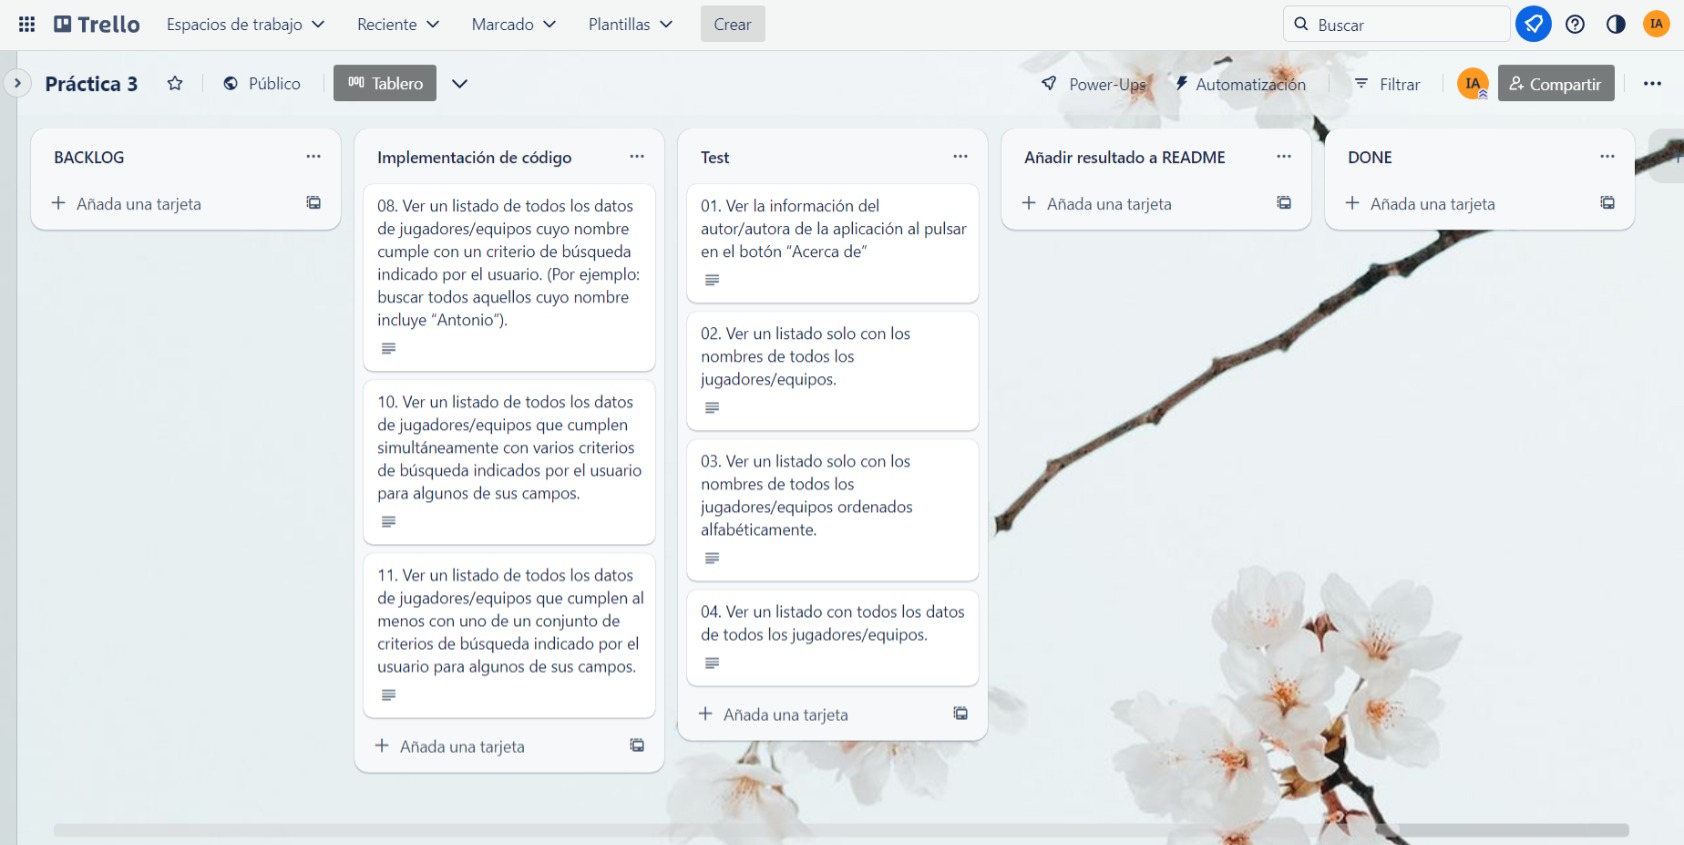 Trello Espacios de trabajo Reciente Marcado Plantillas Crear Buscar IA
Práctica 3 Público Tablero Power-Ups Automatización Filtrar IA Compartir
BACKLOG
Añada una tarjeta
Implementación de código
08. Ver un listado de todos los datos
de jugadores/equipos cuyo nombre
cumple con un criterio de búsqueda
indicado por el usuario. (Por ejemplo:
buscar todos aquellos cuyo nombre
incluye “Antonio”).
10. Ver un listado de todos los datos
de jugadores/equipos que cumplen
simultáneamente con varios criterios
de búsqueda indicados por el usuario
para algunos de sus campos.
11. Ver un listado de todos los datos
de jugadores/equipos que cumplen al
menos con uno de un conjunto de
criterios de búsqueda indicado por el
usuario para algunos de sus campos.
Añada una tarjeta
Test
01. Ver la información del
autor/autora de la aplicación al pulsar
en el botón “Acerca de”
02. Ver un listado solo con los
nombres de todos los
jugadores/equipos.
03. Ver un listado solo con los
nombres de todos los
jugadores/equipos ordenados
alfabéticamente.
04. Ver un listado con todos los datos
de todos los jugadores/equipos.
Añada una tarjeta
Añadir resultado a README
Añada una tarjeta
DONE
Añada una tarjeta